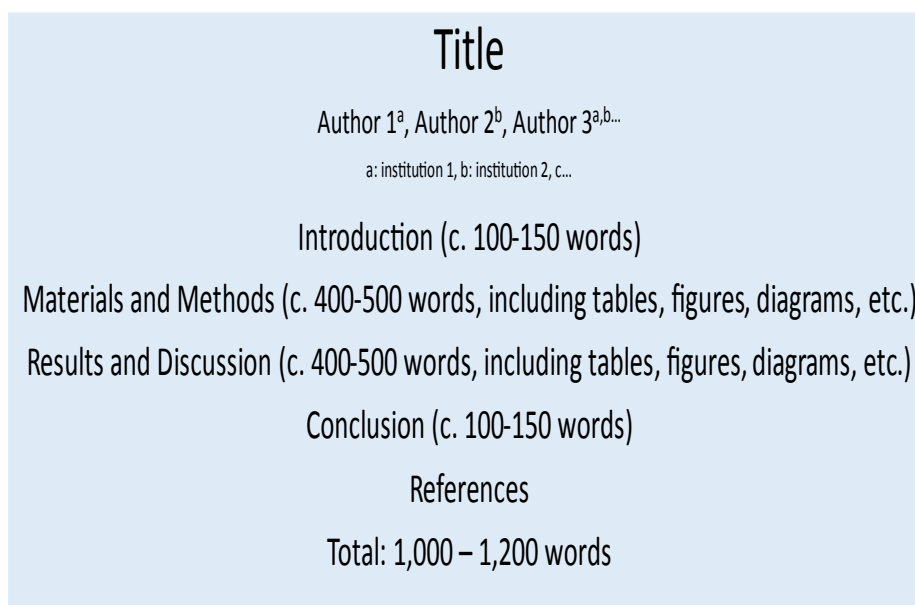 Title
Author 1ᵃ, Author 2ᵇ, Author 3ᵃ,ᵇ...
a: institution 1, b: institution 2, c...
Introduction (c. 100-150 words)
Materials and Methods (c. 400-500 words, including tables, figures, diagrams, etc.)
Results and Discussion (c. 400-500 words, including tables, figures, diagrams, etc.)
Conclusion (c. 100-150 words)
References
Total: 1,000 – 1,200 words